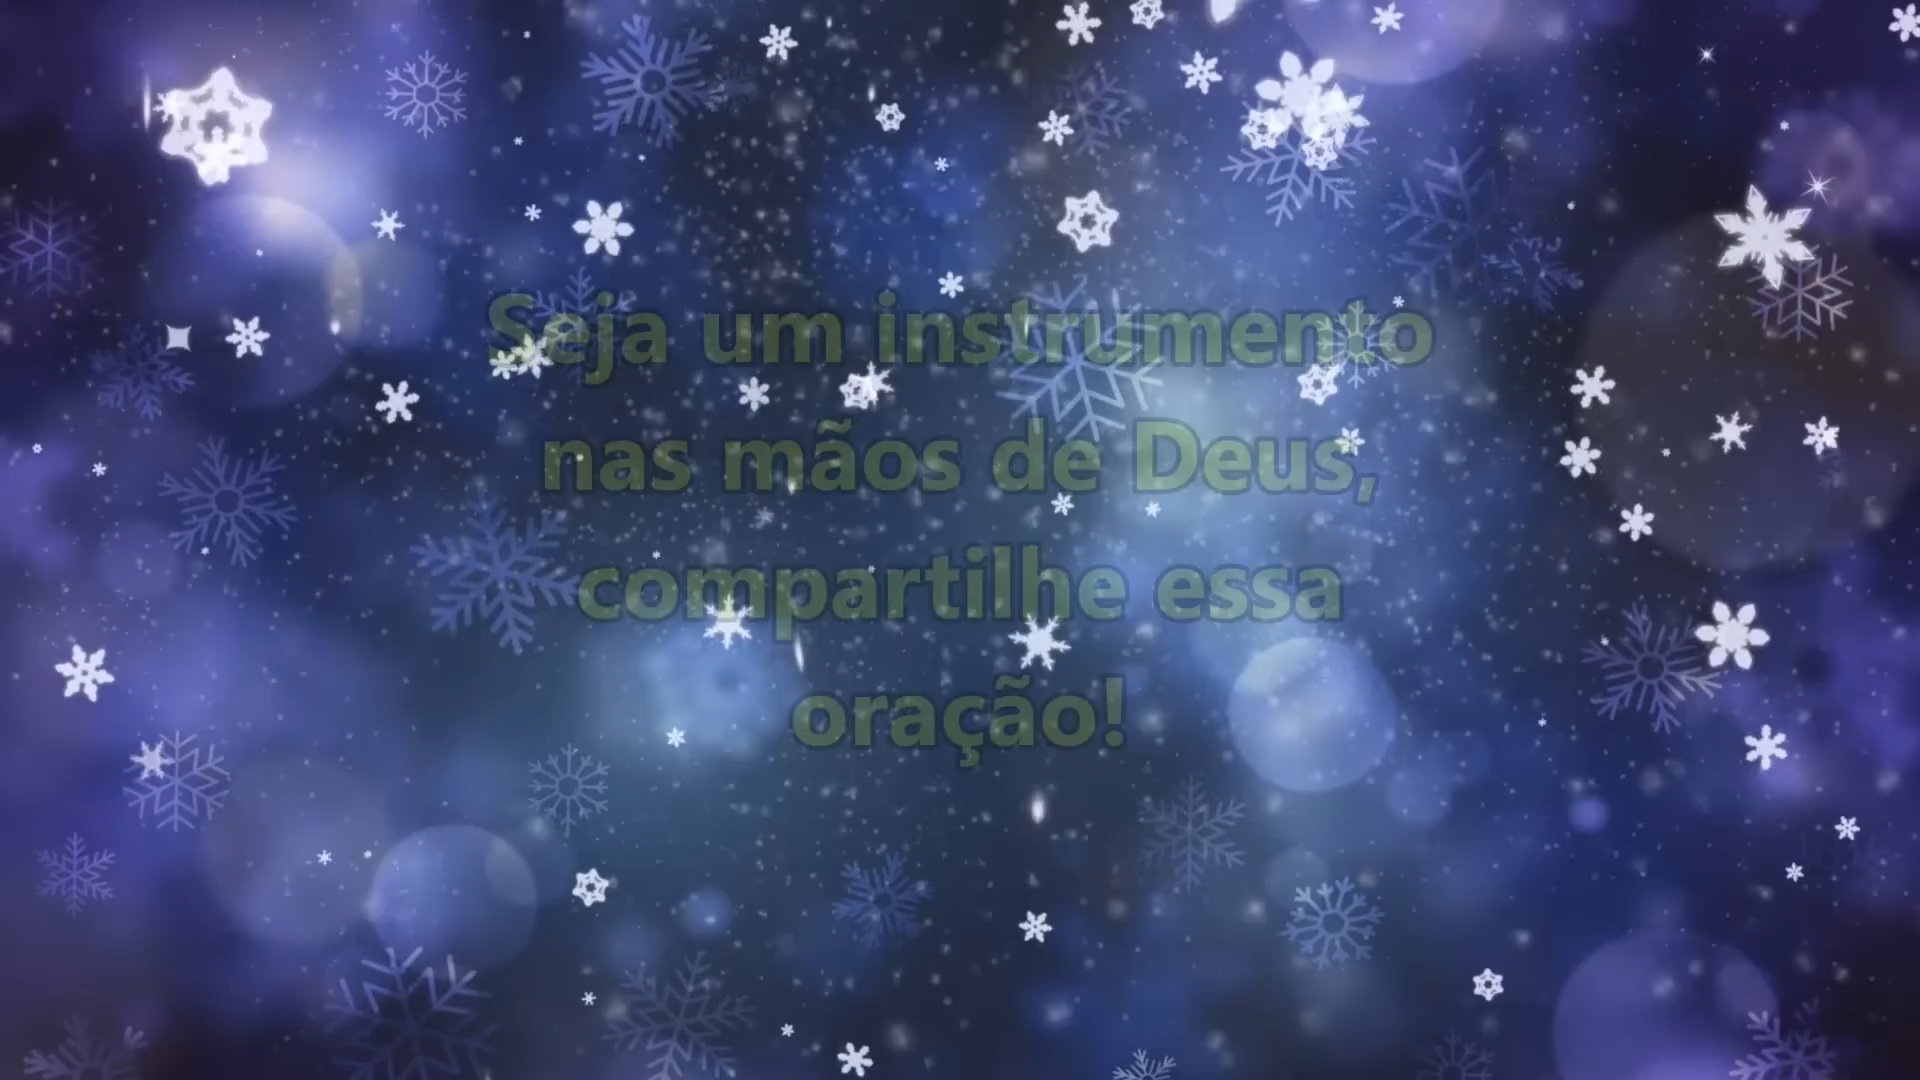 Seja um instrumento
nas mãos de Deus,
compartilhe essa
oração!